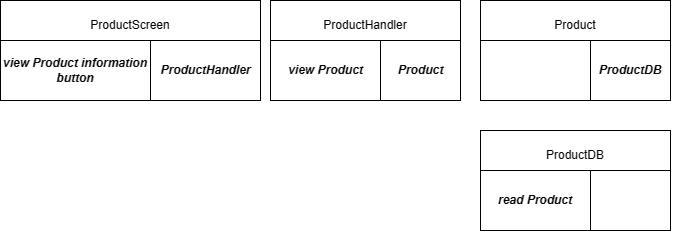 ProductScreen
view Product information
button
ProductHandler
ProductHandler
view Product
Product
Product
ProductDB
ProductDB
read Product